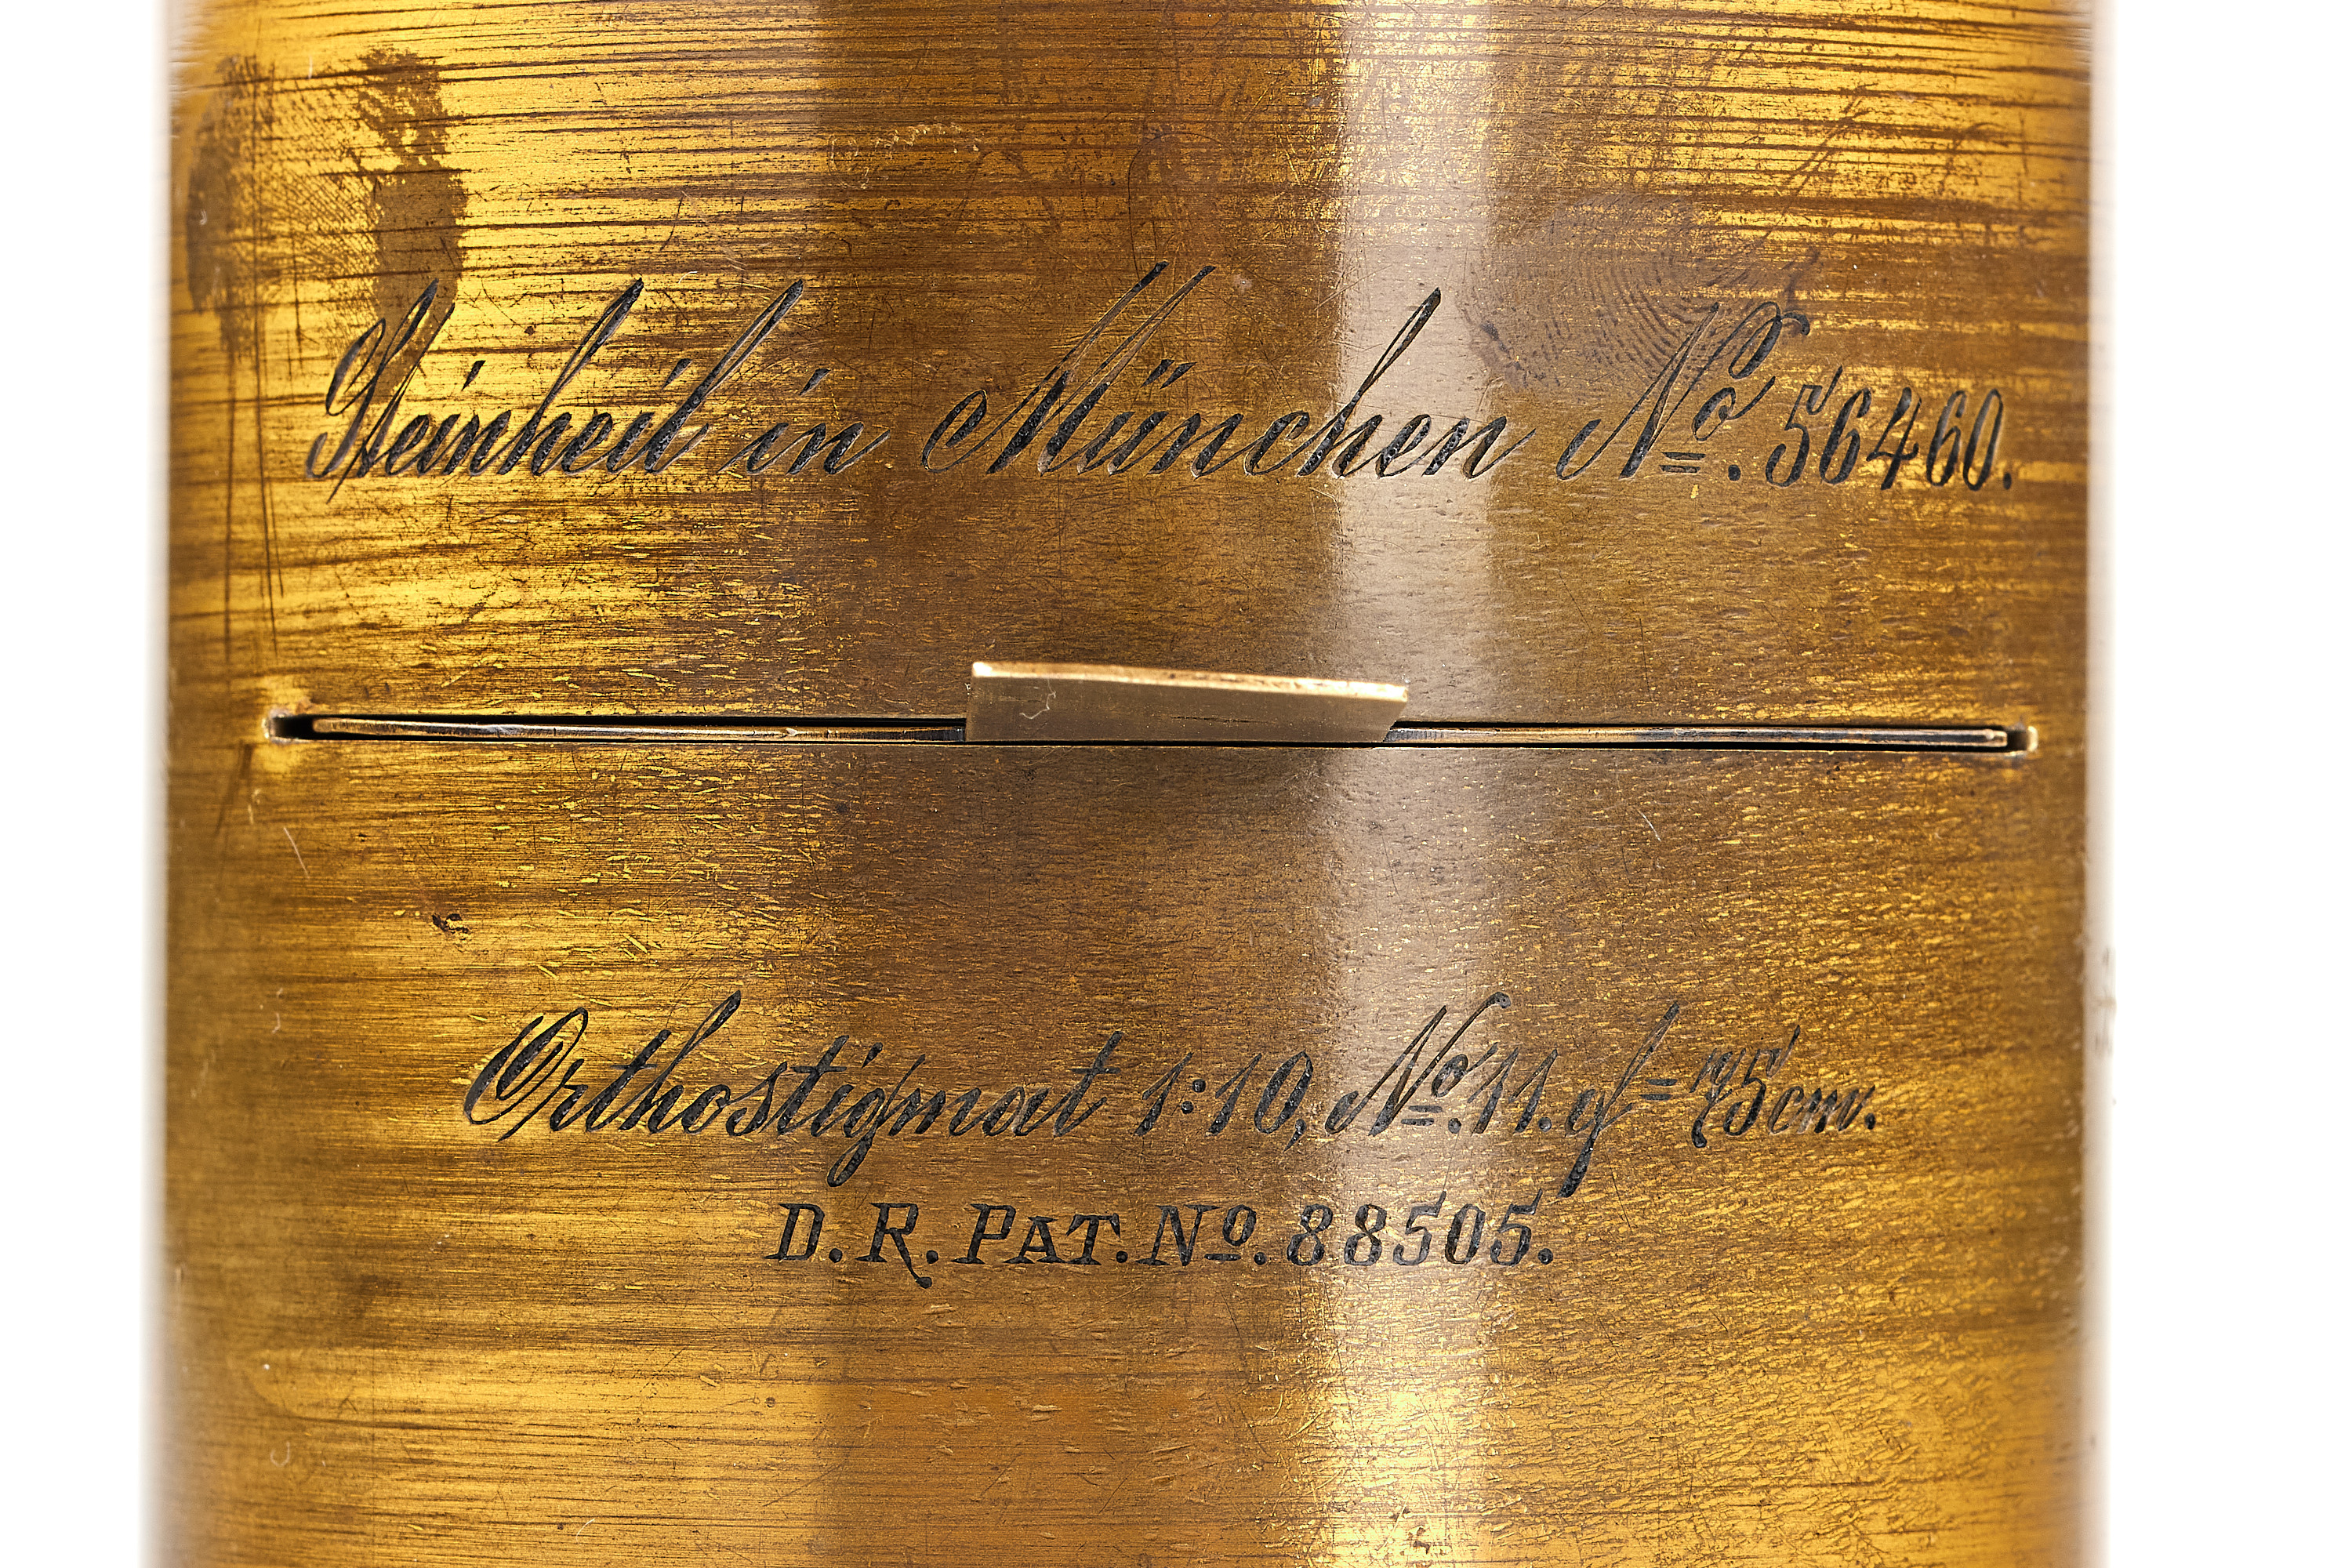 Steinheil in München No. 56460.
Orthostigmat 1:10, No. 11. f = 75cm.
D. R. PAT. No. 88505.